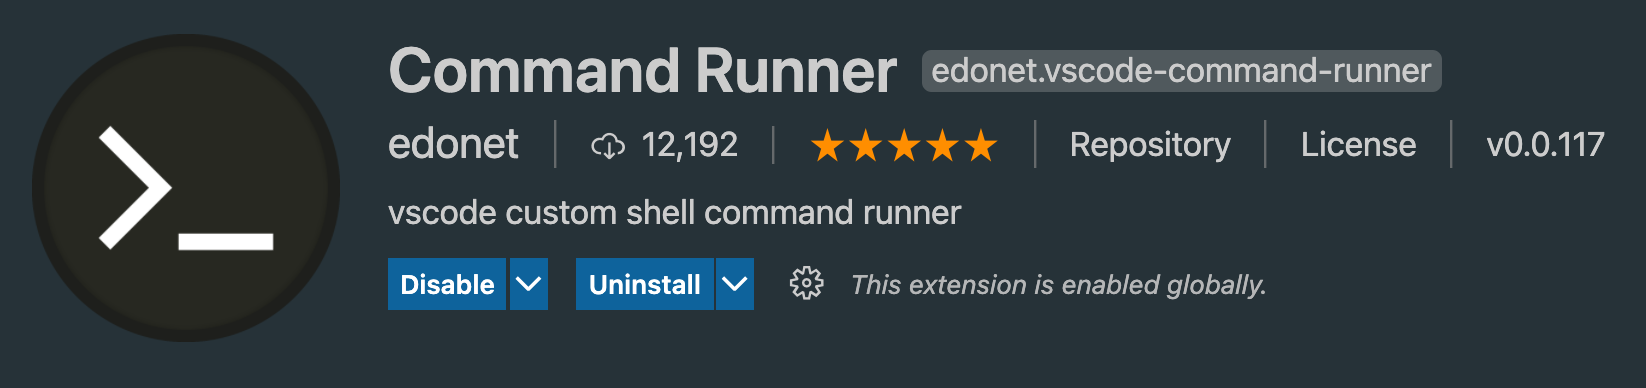 Command Runner edonet.vscode-command-runner
edonet 12,192 Repository License v0.0.117
vscode custom shell command runner
Disable Uninstall This extension is enabled globally.